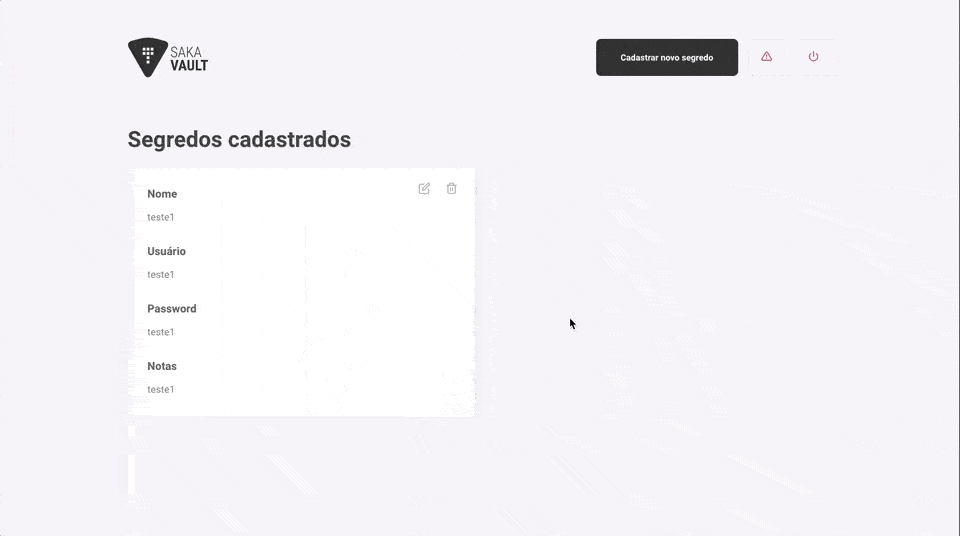 SAKA
VAULT
Cadastrar novo segredo
Segredos cadastrados
Nome
teste1
Usuário
teste1
Password
teste1
Notas
teste1